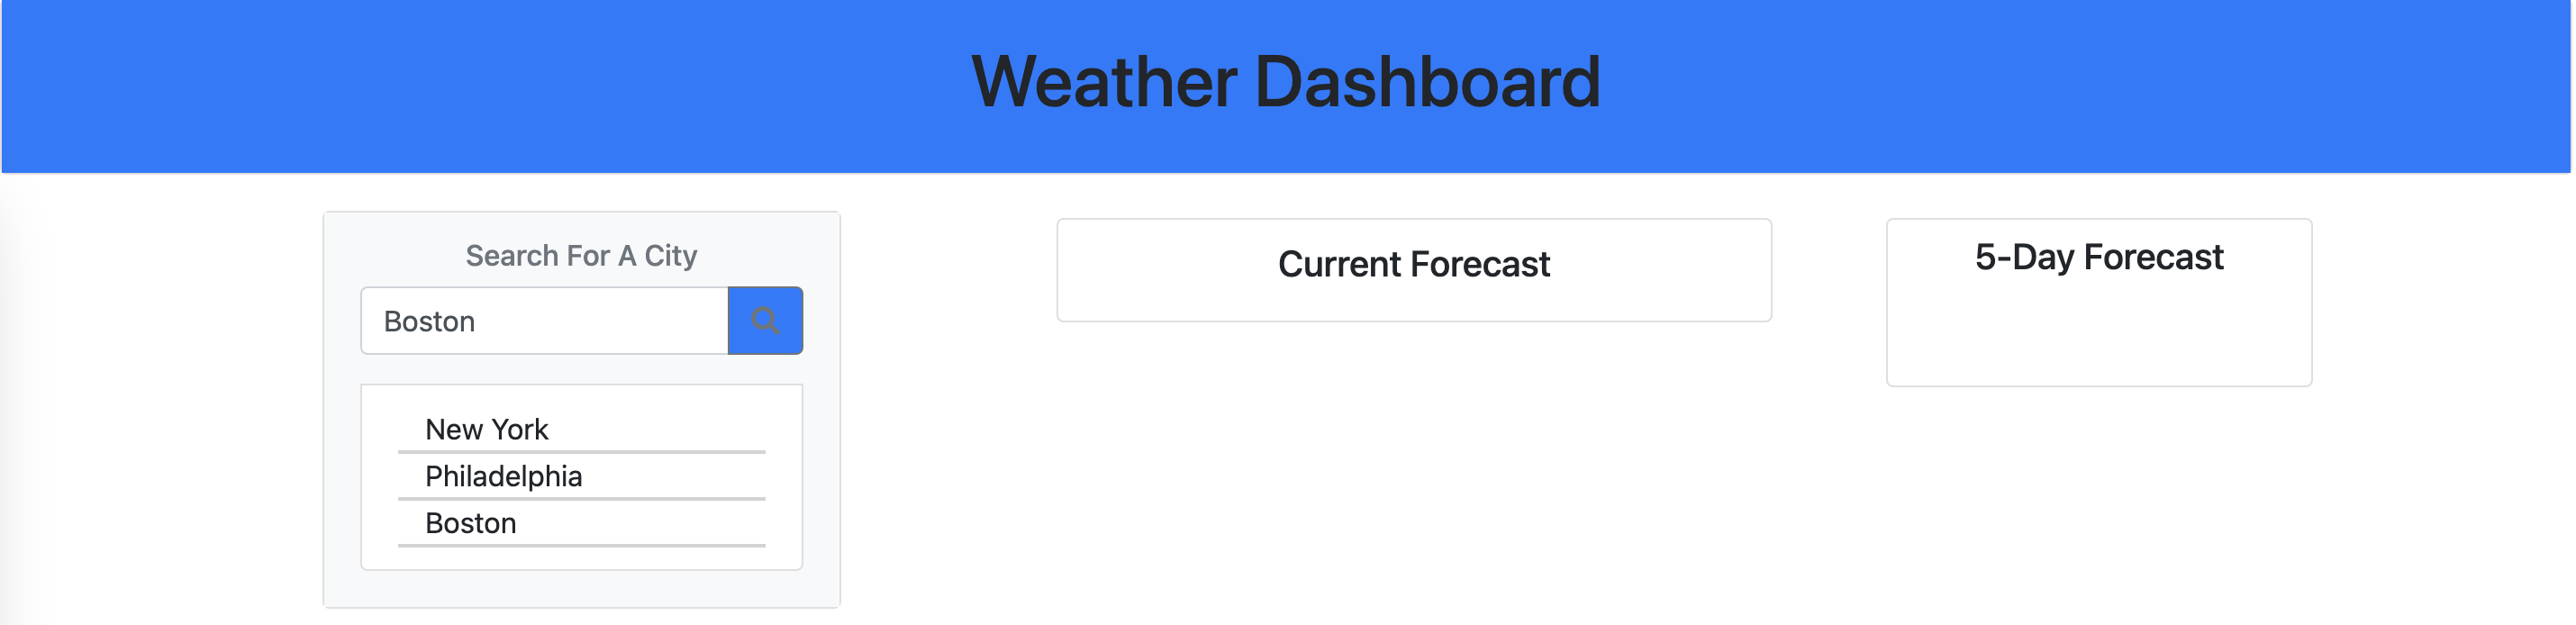 Weather Dashboard
Search For A City
Boston
New York
Philadelphia
Boston
Current Forecast
5-Day Forecast